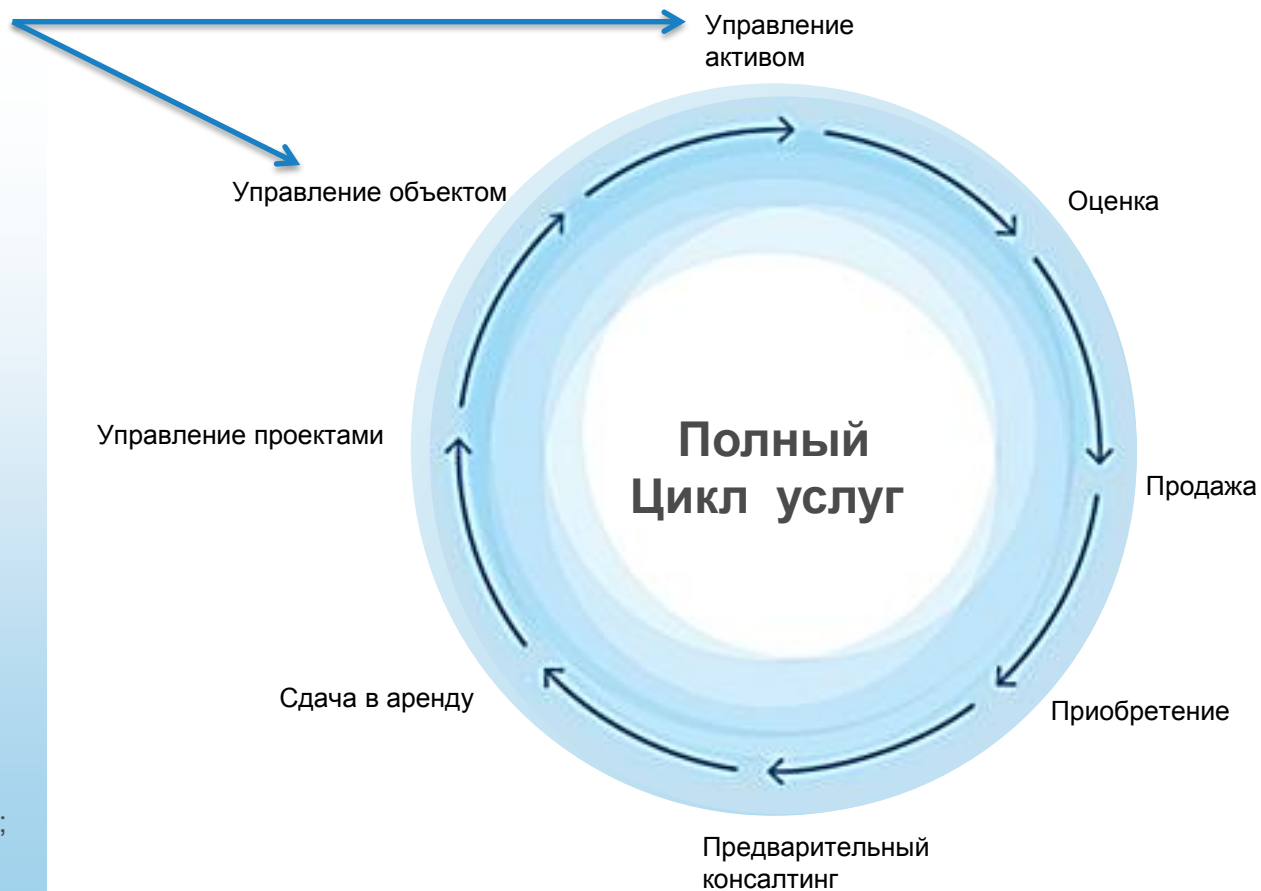 Управление
активом
Управление объектом
Оценка
Управление проектами
Полный
Цикл услуг
Продажа
Сдача в аренду
Приобретение
;
Предварительный
консалтинг